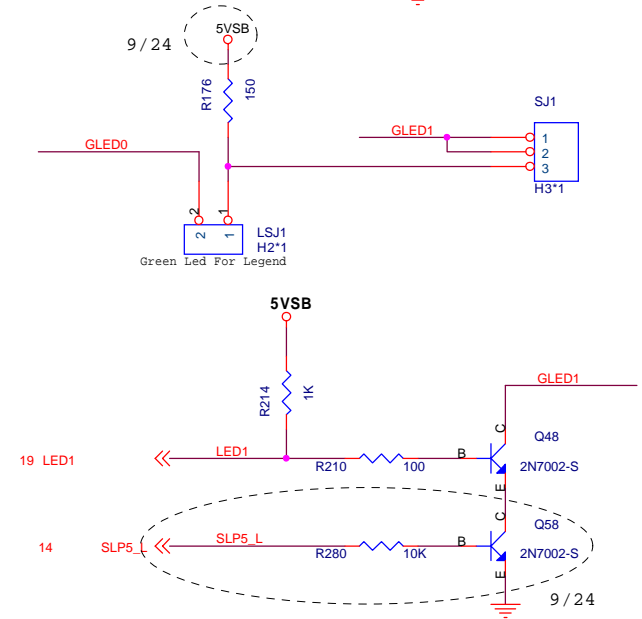 5VSB
9/24
R176
150
SJ1
GLED0
GLED1
1
2
3
H3*1
2
1
2
1
LSJ1
H2*1
Green Led For Legend
5VSB
R214
1K
GLED1
C
Q48
19 LED1
LED1
R210
100
B
2N7002-S
E
C
Q58
14
SLP5_L
SLP5_L
R280
10K
B
2N7002-S
E
9/24